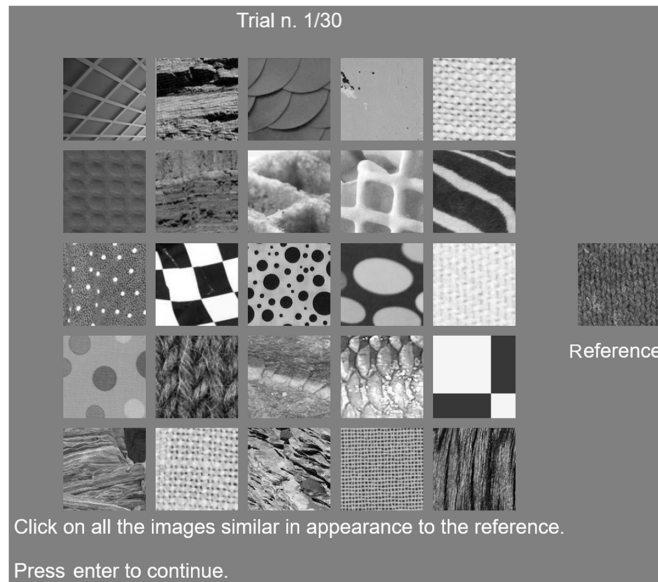 Trial n. 1/30
Reference
Click on all the images similar in appearance to the reference.
Press enter to continue.